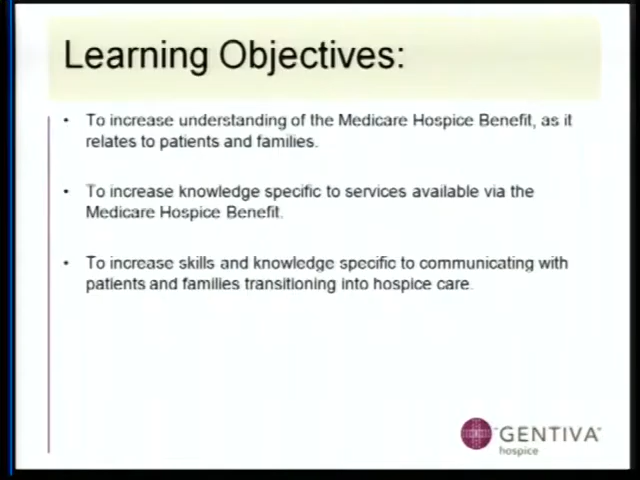 Learning Objectives:
• To increase understanding of the Medicare Hospice Benefit, as it
relates to patients and families.
• To increase knowledge specific to services available via the
Medicare Hospice Benefit.
• To increase skills and knowledge specific to communicating with
patients and families transitioning into hospice care.
GENTIVA
hospice